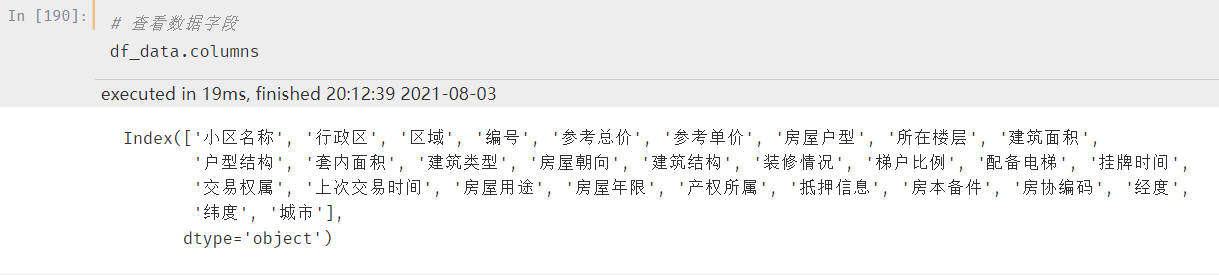 In [190]:
# 查看数据字段
df_data.columns
executed in 19ms, finished 20:12:39 2021-08-03
Index(['小区名称', '行政区', '区域', '编号', '参考总价', '参考单价', '房屋户型', '所在楼层', '建筑面积',
'户型结构', '套内面积', '建筑类型', '房屋朝向', '建筑结构', '装修情况', '梯户比例', '配备电梯', '挂牌时间',
'交易权属', '上次交易时间', '房屋用途', '房屋年限', '产权所属', '抵押信息', '房本备件', '房协编码', '经度',
'纬度', '城市'],
dtype='object')